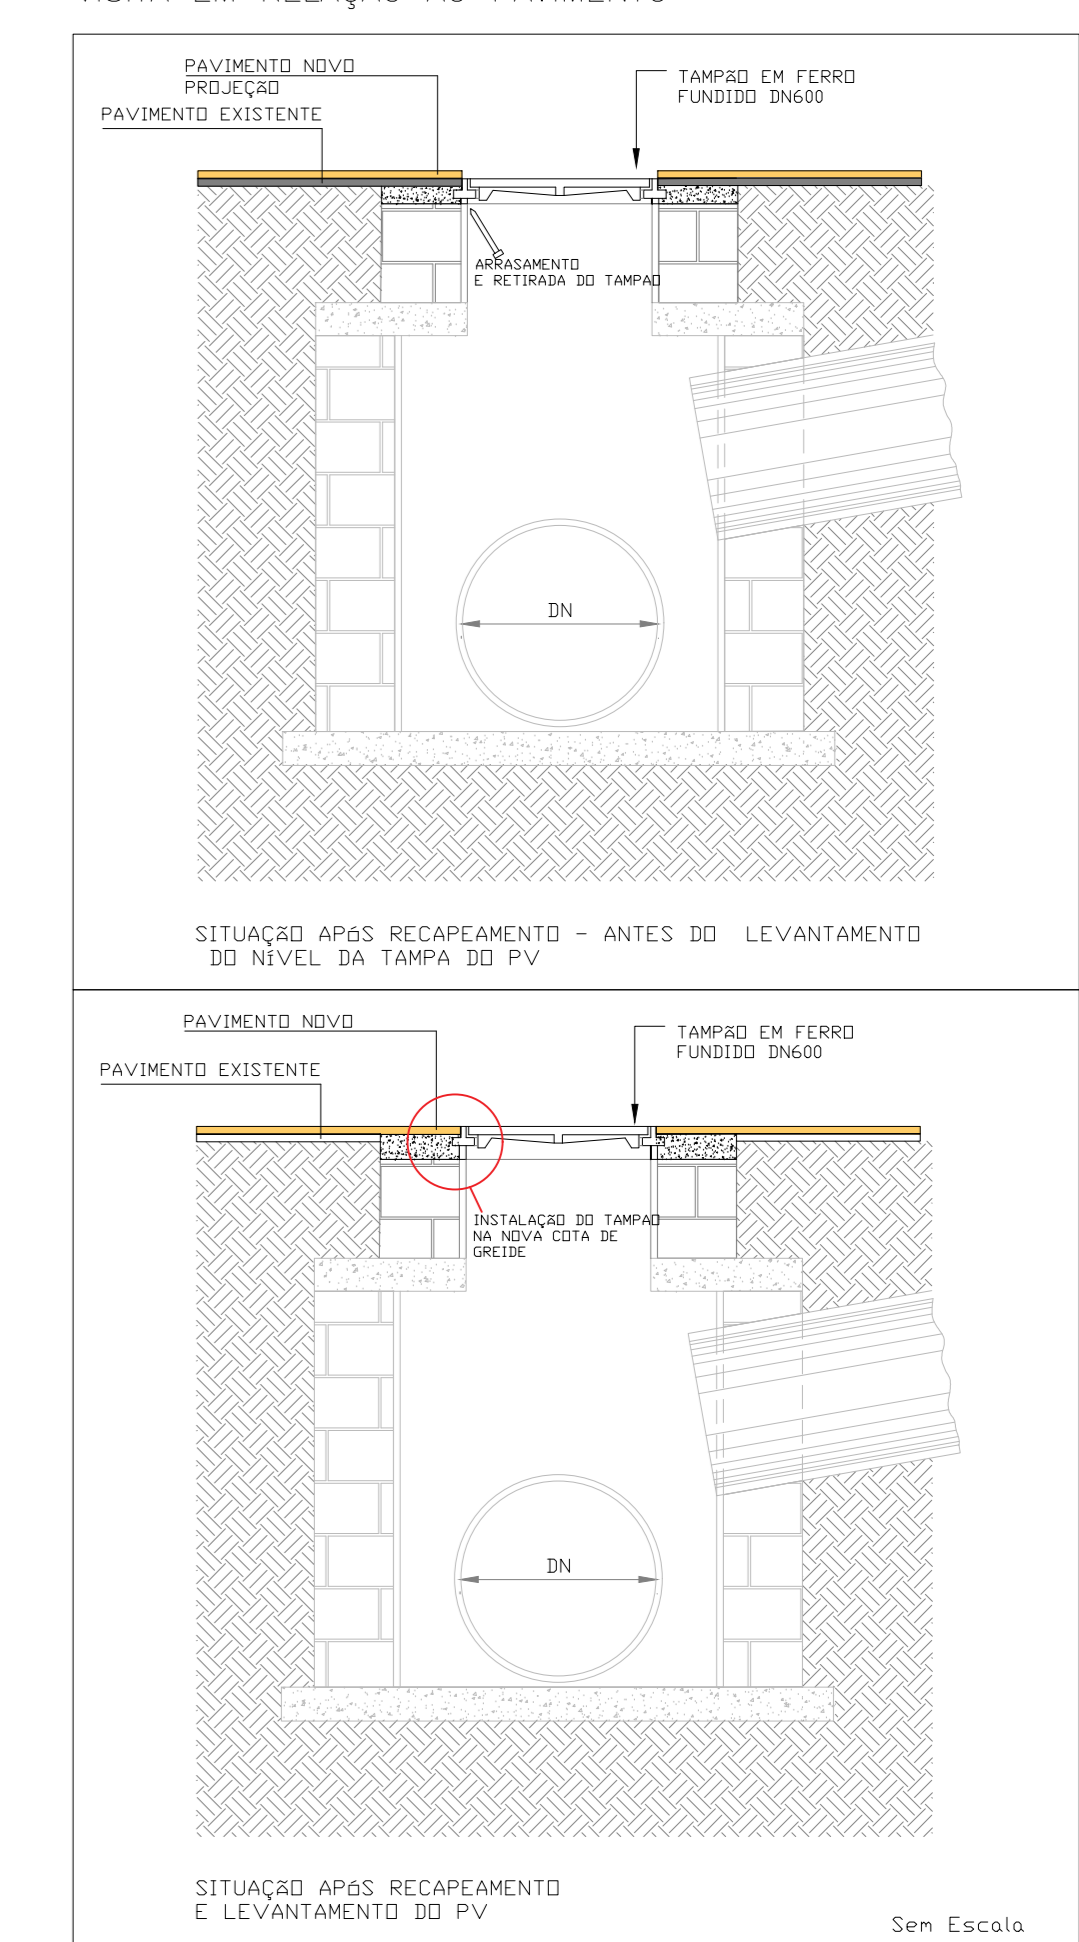 PAVIMENTO NOVO
PROJEÇÃO
PAVIMENTO EXISTENTE
TAMPÃO EM FERRO
FUNDIDO DN600
ARRASAMENTO
E RETIRADA DO TAMPAO
DN
SITUAÇÃO APóS RECAPEAMENTO - ANTES DO LEVANTAMENTO
DO NíVEL DA TAMPA DO PV
PAVIMENTO NOVO
PAVIMENTO EXISTENTE
TAMPÃO EM FERRO
FUNDIDO DN600
INSTALAÇÃO DO TAMPAO
NA NOVA COTA DE
GREIDE
DN
SITUAÇÃO APóS RECAPEAMENTO
E LEVANTAMENTO DO PV
Sem Escala